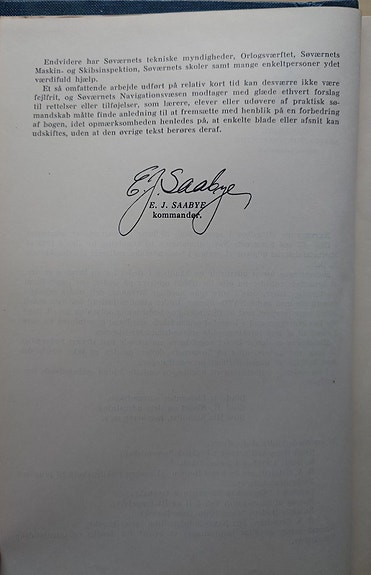 Endvidere har Søværnets tekniske myndigheder, Orlogsværftet, Søværnets
Maskin- og Skibsinspektion, Søværnets skoler samt mange enkeltpersoner ydet
værdifuld hjælp.
Et så omfattende arbejde udført på relativ kort tid kan desværre ikke være
fejlfrit, og Søværnets Navigationsvæsen modtager med glæde ethvert forslag
til rettelser eller tilføjelser, som lærere, elever eller udøvere af praktisk sø-
mandskab måtte finde anledning til at fremsætte med henblik på en forbedring
af bogen, idet opmærksomheden henledes på, at enkelte blade eller afsnit kan
udskiftes, uden at den øvrige tekst berøres deraf.
E.J. Saabye
E. J. SAABYE
kommandør.